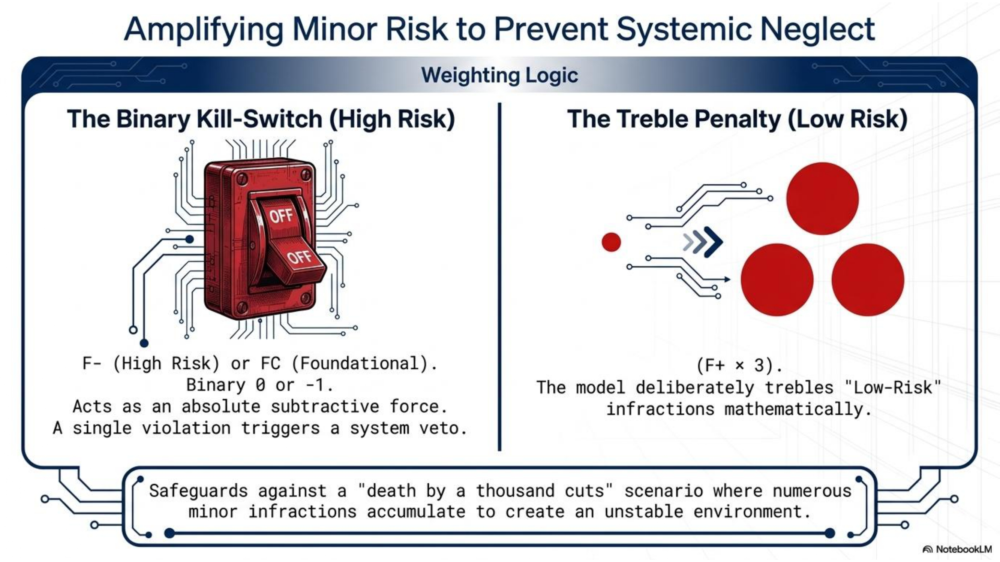 Amplifying Minor Risk to Prevent Systemic Neglect
Weighting Logic
The Binary Kill-Switch (High Risk)
OFF
OFF
F- (High Risk) or FC (Foundational).
Binary 0 or -1.
Acts as an absolute subtractive force.
A single violation triggers a system veto.
The Treble Penalty (Low Risk)
(F+ × 3).
The model deliberately trebles "Low-Risk"
infractions mathematically.
Safeguards against a "death by a thousand cuts" scenario where numerous
minor infractions accumulate to create an unstable environment.
NotebookLM